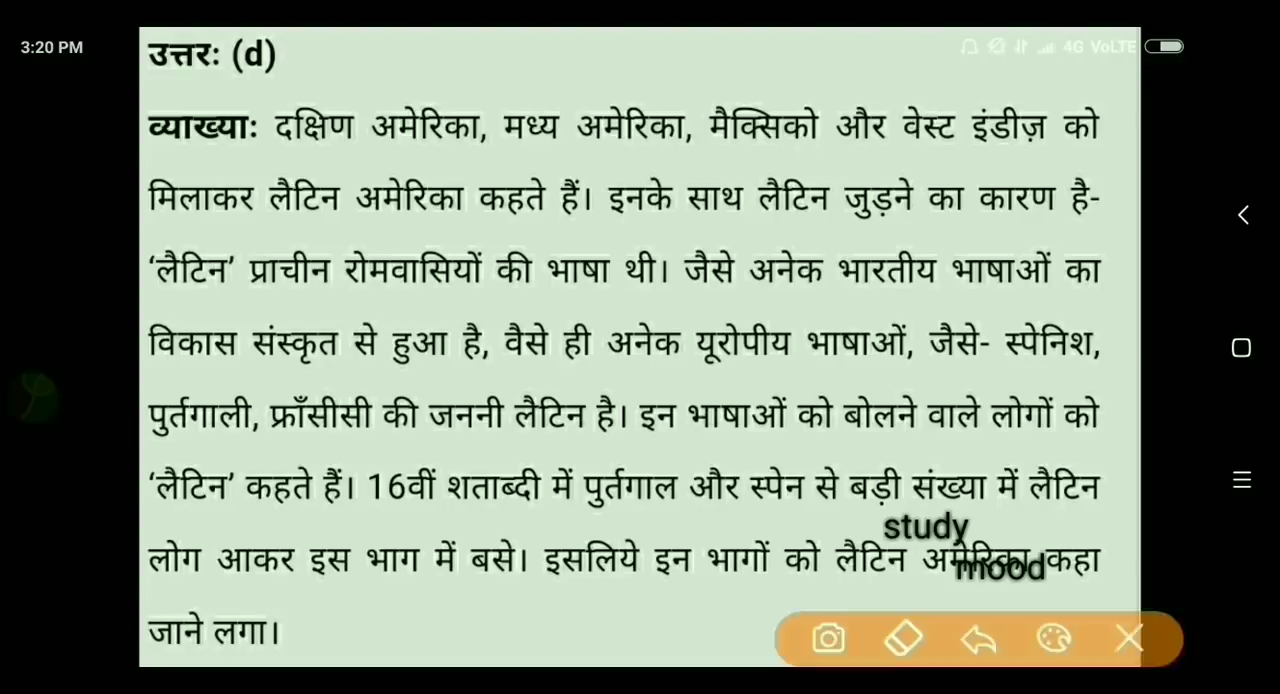 3:20 PM
4G VoLTE
उत्तरः (d)
व्याख्याः दक्षिण अमेरिका, मध्य अमेरिका, मैक्सिको और वेस्ट इंडीज़ को
मिलाकर लैटिन अमेरिका कहते हैं। इनके साथ लैटिन जुड़ने का कारण है-
‘लैटिन’ प्राचीन रोमवासियों की भाषा थी। जैसे अनेक भारतीय भाषाओं का
विकास संस्कृत से हुआ है, वैसे ही अनेक यूरोपीय भाषाओं, जैसे- स्पेनिश,
पुर्तगाली, फ्राँसीसी की जननी लैटिन है। इन भाषाओं को बोलने वाले लोगों को
‘लैटिन’ कहते हैं। 16वीं शताब्दी में पुर्तगाल और स्पेन से बड़ी संख्या में लैटिन
study
लोग आकर इस भाग में बसे। इसलिये इन भागों को लैटिन अमेरिका कहा
mood
जाने लगा।